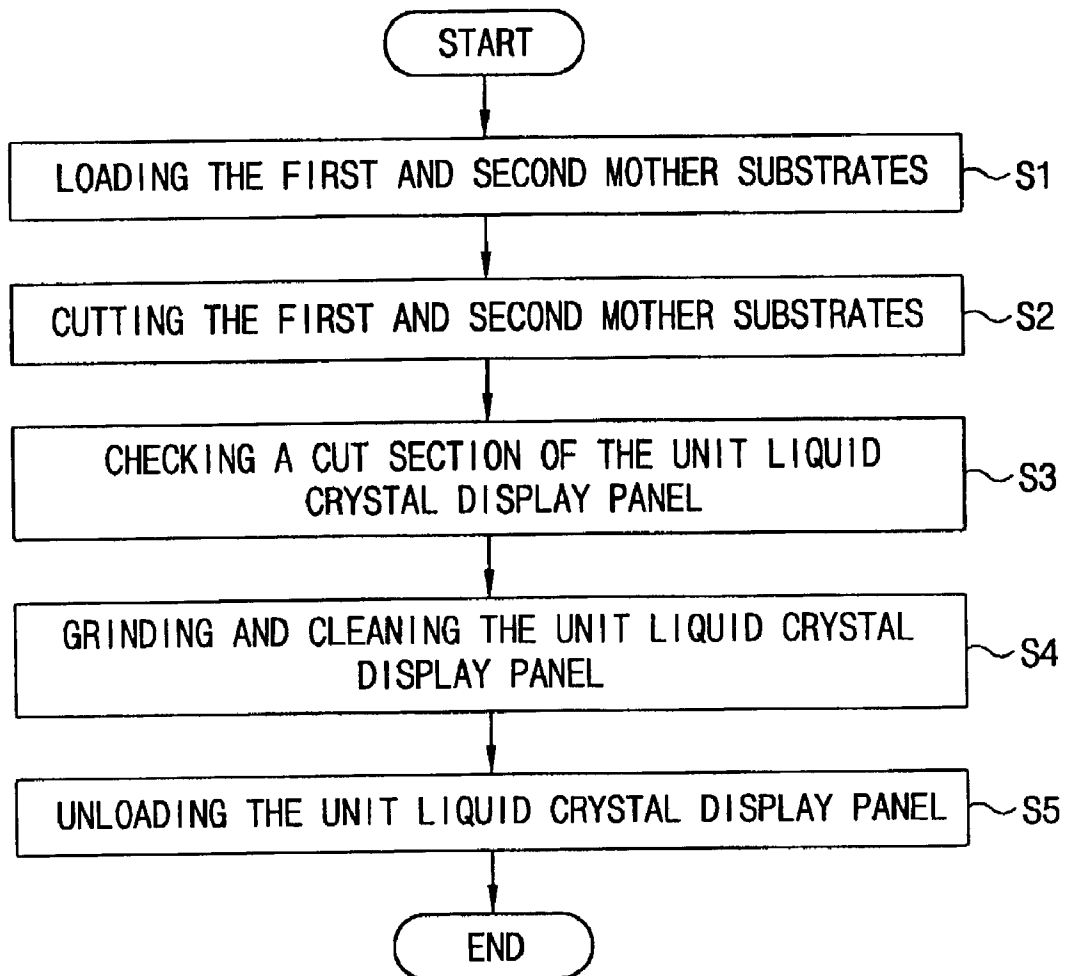 START
LOADING THE FIRST AND SECOND MOTHER SUBSTRATES S1
CUTTING THE FIRST AND SECOND MOTHER SUBSTRATES S2
CHECKING A CUT SECTION OF THE UNIT LIQUID
CRYSTAL DISPLAY PANEL
S3
GRINDING AND CLEANING THE UNIT LIQUID CRYSTAL
DISPLAY PANEL
S4
UNLOADING THE UNIT LIQUID CRYSTAL DISPLAY PANEL S5
END